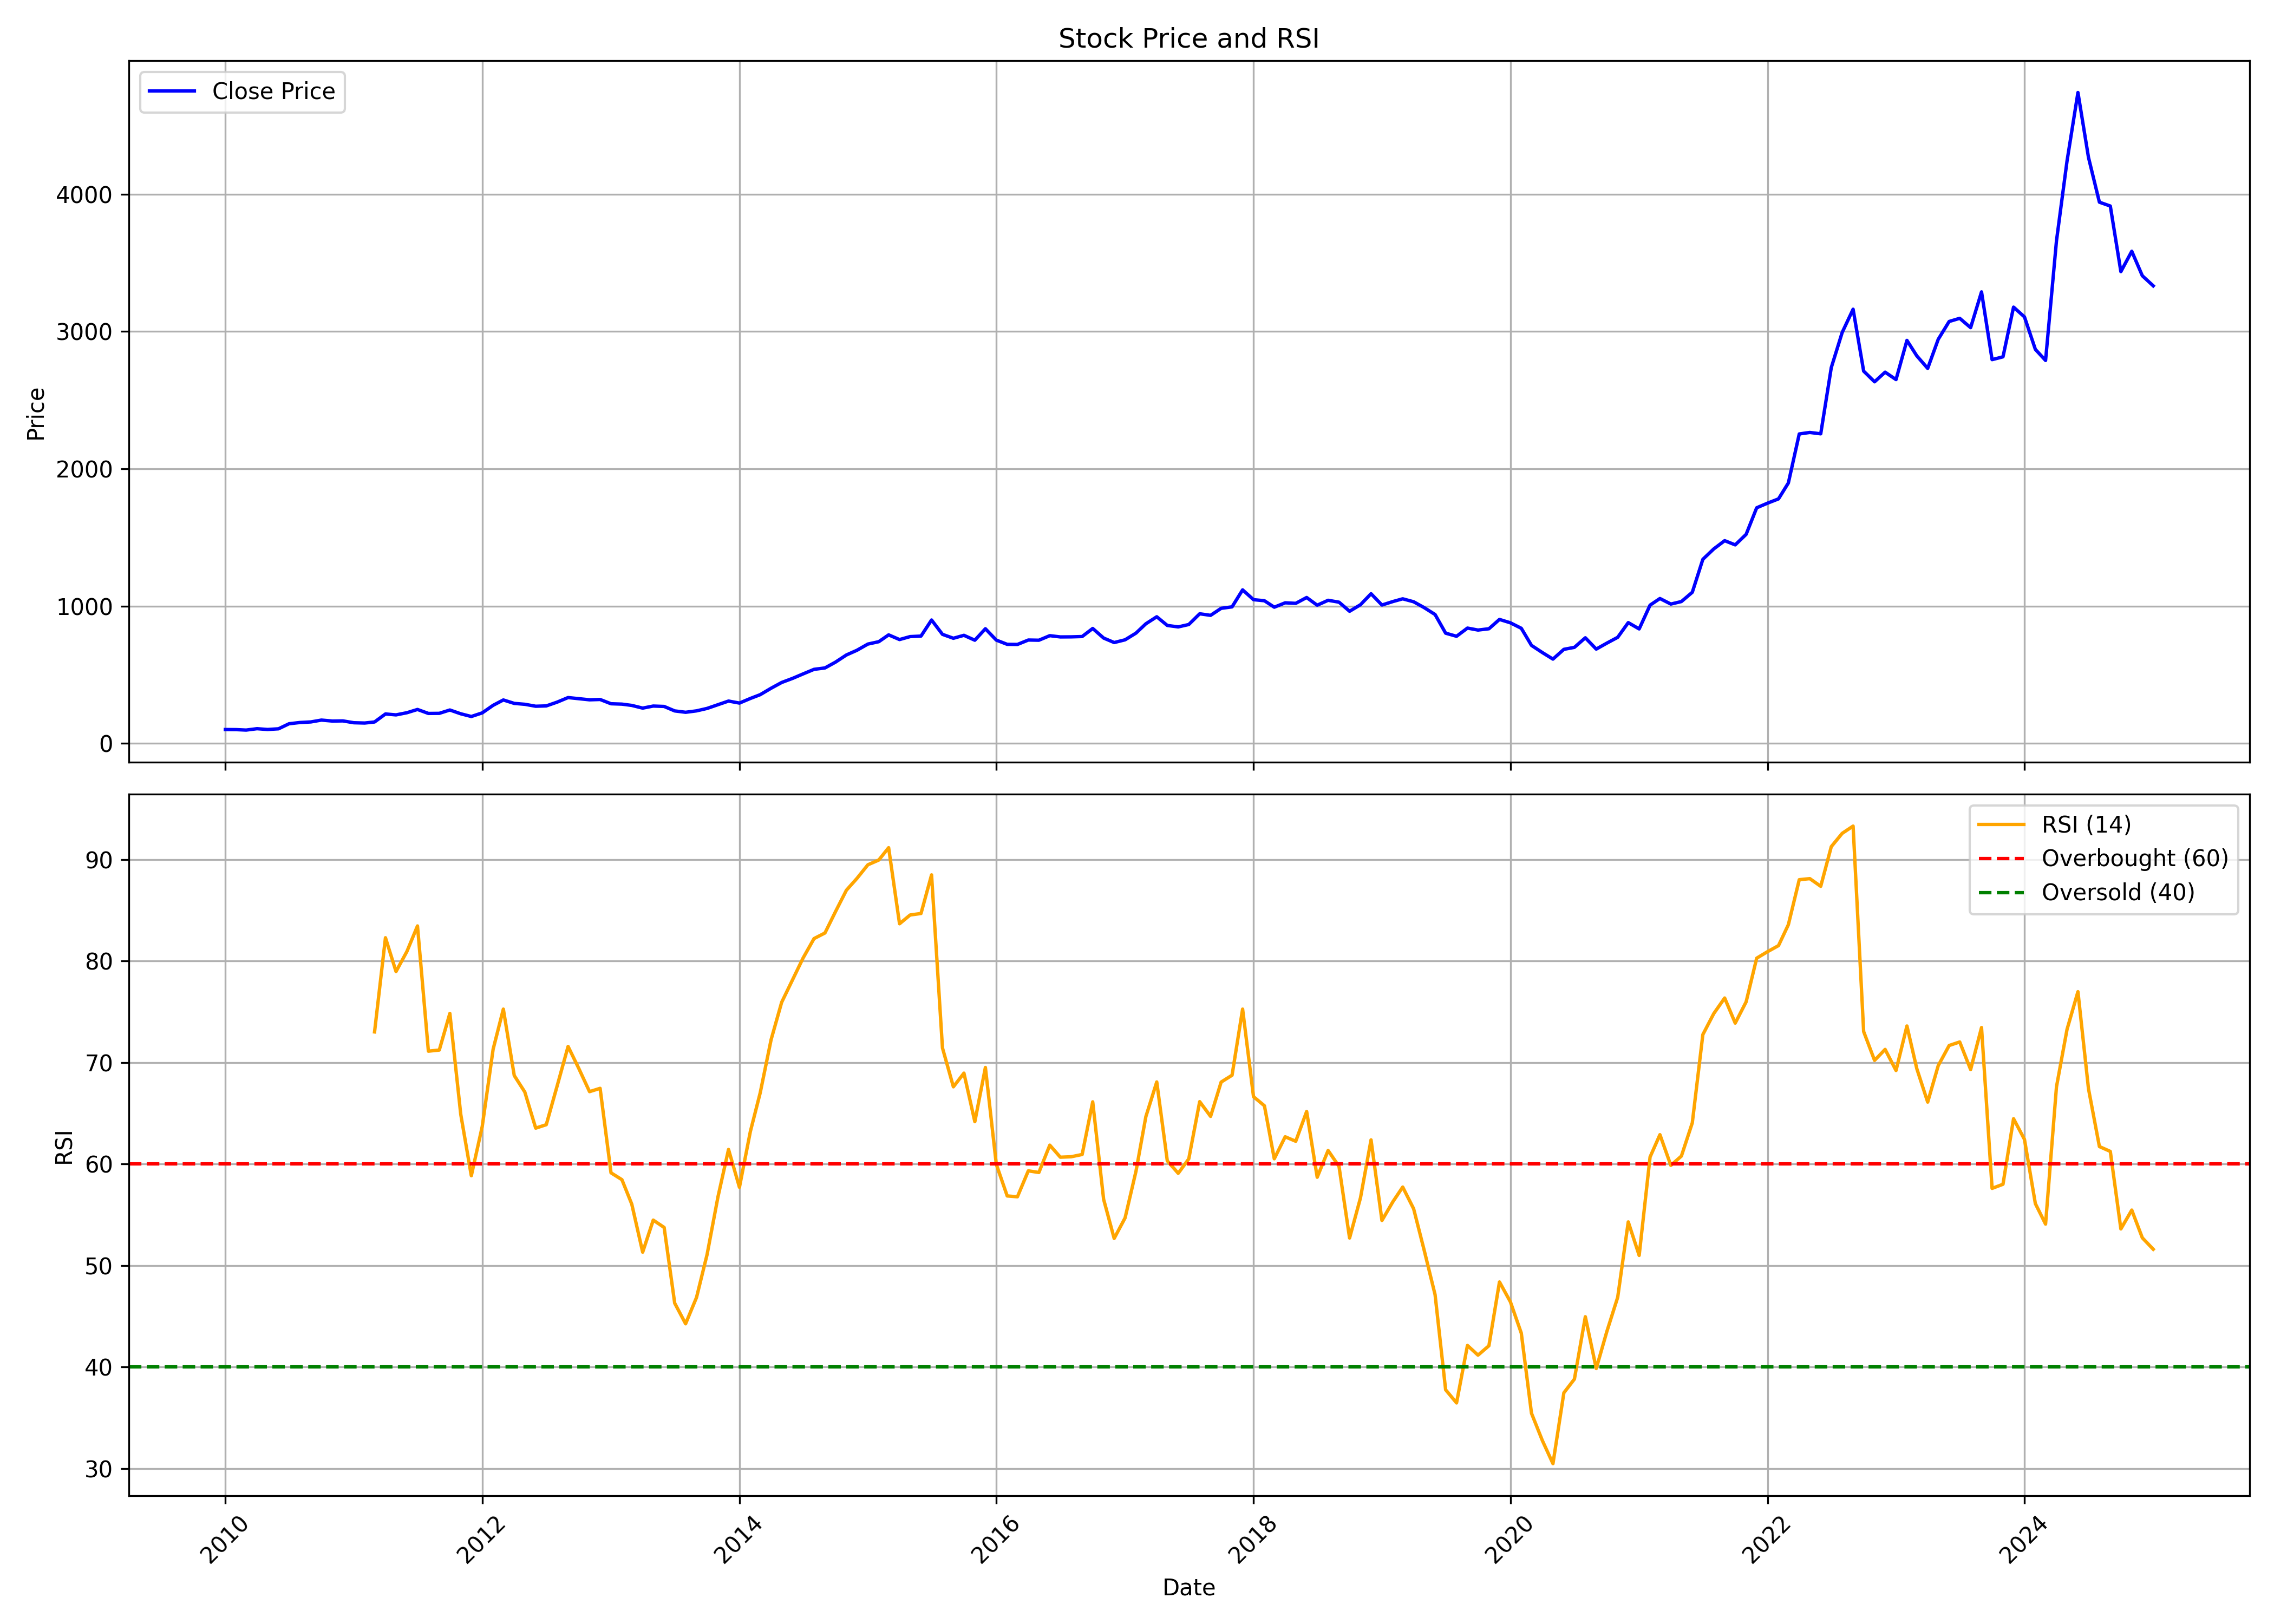 Stock Price and RSI
Close Price
Price
4000
3000
2000
1000
0
RSI (14)
Overbought (60)
Oversold (40)
RSI
90
80
70
60
50
40
30
2010
2012
2014
2016
2018
2020
2022
2024
Date